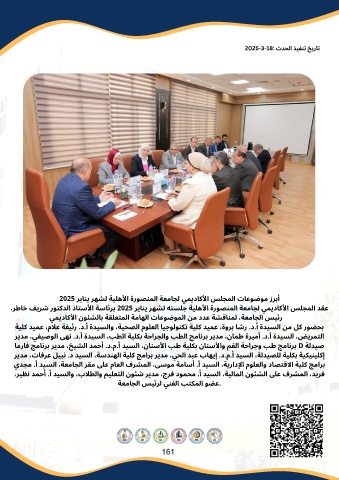 تاريخ تنفيذ الحدث :18-3-2025
أبرز موضوعات المجلس الأكاديمي لجامعة المنصورة الأهلية لشهر يناير 2025
عقد المجلس الأكاديمي لجامعة المنصورة الأهلية جلسته لشهر يناير 2025 برئاسة الأستاذ الدكتور شريف خاطر،
رئيس الجامعة، لمناقشة عدد من الموضوعات الهامة المتعلقة بالشئون الأكاديمي
بحضور كل من السيدة أ.د. رشا بروة، عميد كلية تكنولوجيا العلوم الصحية، والسيدة أ.د. رئيفة علام، عميد كلية
التمريض، السيدة أ.د. أميرة طمان، مدير برنامج الطب والجراحة بكلية الطب، السيدة أ.د. نهى الوصيفي، مدير
صيدلة D برنامج طب وجراحة الفم والأسنان بكلية طب الأسنان، السيد أ.م.د. أحمد الشيخ، مدير برنامج فارما
إكلينيكية بكلية للصيدلة، السيد أ.م.د. إيهاب عبد الحي، مدير برامج كلية الهندسة، السيد د. نبيل عرفات، مدير
برامج كلية الاقتصاد والعلوم الإدارية، السيد أ. أسامة موسى، المشرف العام على مقر الجامعة، السيد أ. مجدي
فريد، المشرف على الشئون المالية، السيد أ. محمود فرج، مدير شئون التعليم والطلاب، والسيد أ. أحمد نظير،
.عضو المكتب الفني لرئيس الجامعة
161